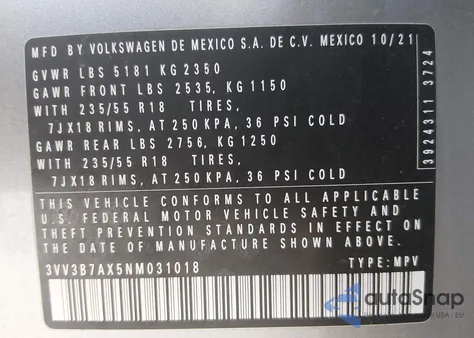 MFD BY VOLKSWAGEN DE MEXICO S.A. DE C.V. MEXICO 10/21
GVWR LBS 5181 KG 2350
GAWR FRONT LBS 2535, KG 1150
WITH 235/55 R18 TIRES,
7JX18 RIMS, AT 250 KPA, 36 PSI COLD
GAWR REAR LBS 2756, KG 1250
WITH 235/55 R18 TIRES,
7JX18 RIMS, AT 250 KPA, 36 PSI COLD
THIS VEHICLE CONFORMS TO ALL APPLICABLE
U.S. FEDERAL MOTOR VEHICLE SAFETY AND
THEFT PREVENTION STANDARDS IN EFFECT ON
THE DATE OF MANUFACTURE SHOWN ABOVE.
3VV3B7AX5NM031018 TYPE: MPV
3924311 3724
autoSnap
USA | EU